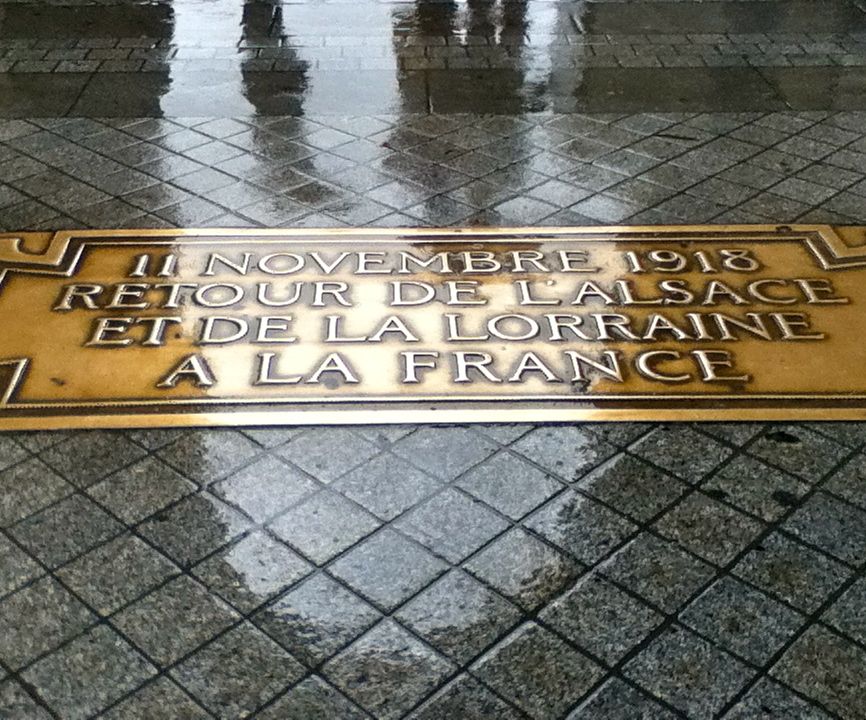 11 NOVEMBRE 1918
RETOUR DE L'ALSACE
ET DE LA LORRAINE
A LA FRANCE